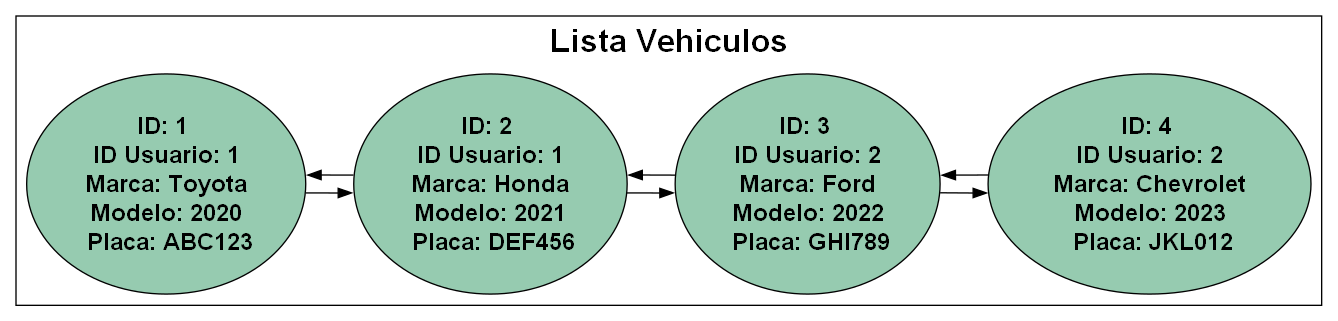 Lista Vehiculos
ID: 1
ID Usuario: 1
Marca: Toyota
Modelo: 2020
Placa: ABC123
ID: 2
ID Usuario: 1
Marca: Honda
Modelo: 2021
Placa: DEF456
ID: 3
ID Usuario: 2
Marca: Ford
Modelo: 2022
Placa: GHI789
ID: 4
ID Usuario: 2
Marca: Chevrolet
Modelo: 2023
Placa: JKL012